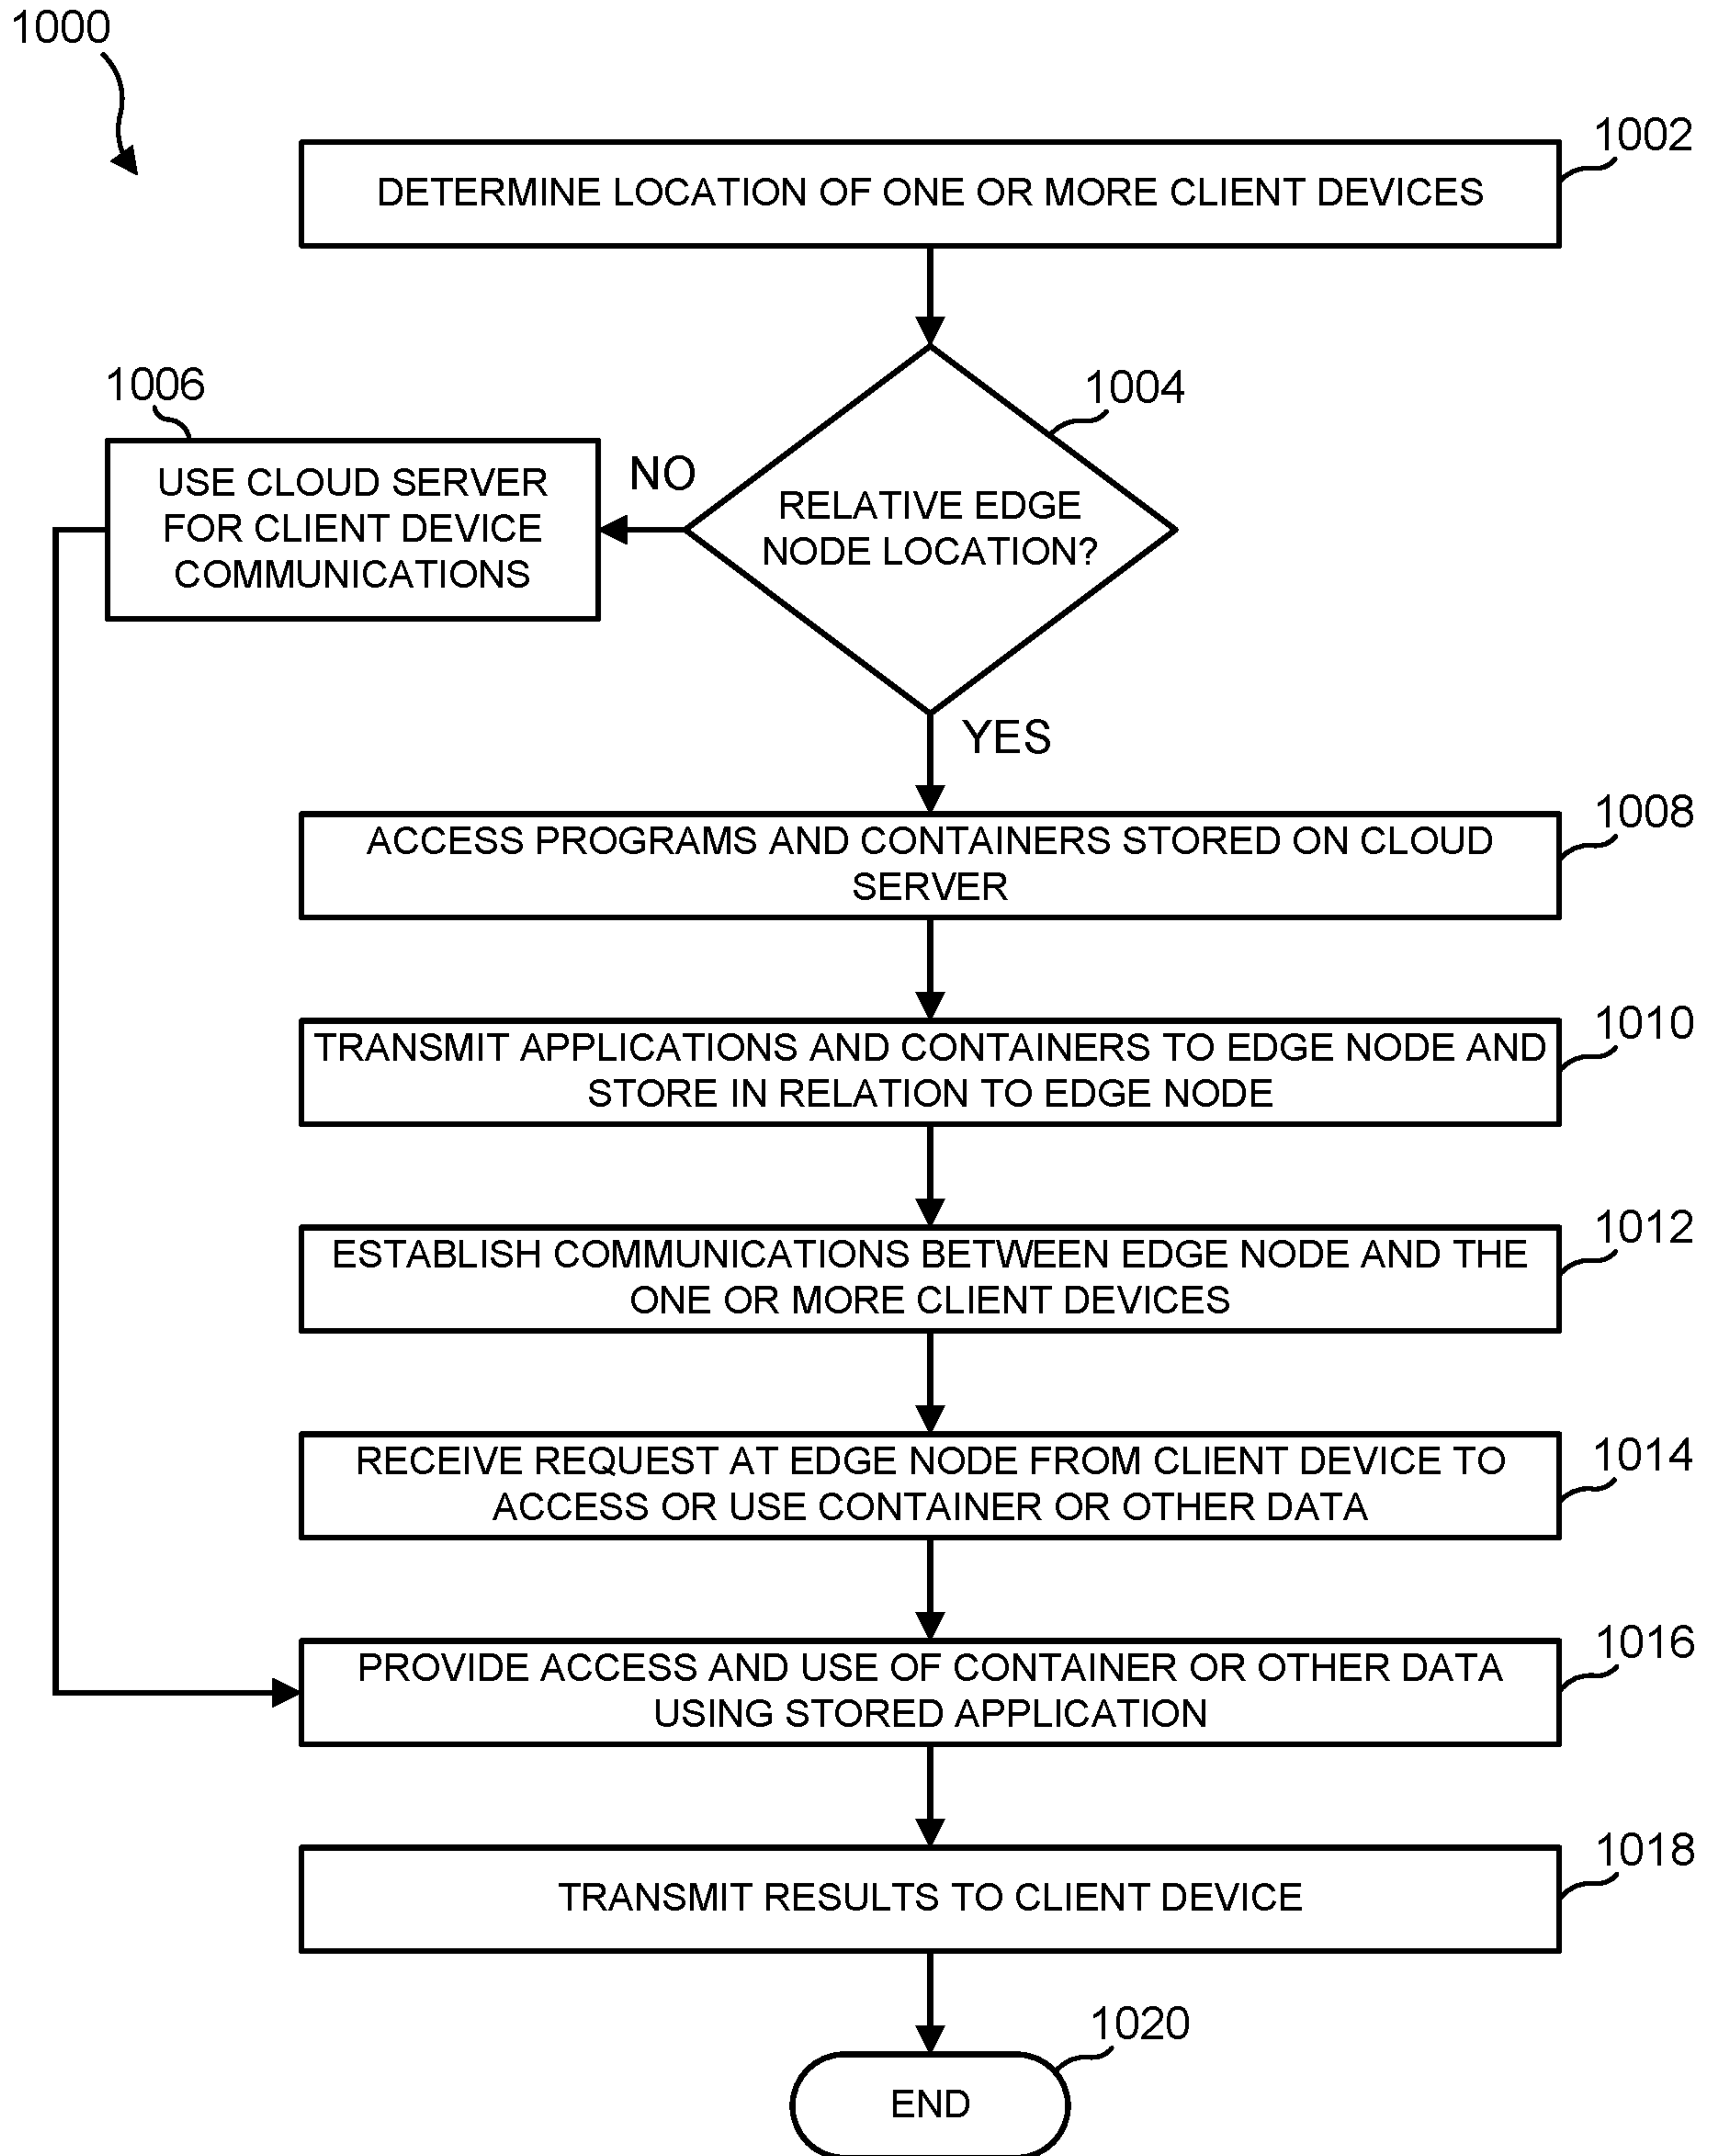 1000
1002
DETERMINE LOCATION OF ONE OR MORE CLIENT DEVICES
1006
1004
USE CLOUD SERVER
FOR CLIENT DEVICE
COMMUNICATIONS
NO
RELATIVE EDGE
NODE LOCATION?
YES
1008
ACCESS PROGRAMS AND CONTAINERS STORED ON CLOUD
SERVER
1010
TRANSMIT APPLICATIONS AND CONTAINERS TO EDGE NODE AND
STORE IN RELATION TO EDGE NODE
1012
ESTABLISH COMMUNICATIONS BETWEEN EDGE NODE AND THE
ONE OR MORE CLIENT DEVICES
1014
RECEIVE REQUEST AT EDGE NODE FROM CLIENT DEVICE TO
ACCESS OR USE CONTAINER OR OTHER DATA
1016
PROVIDE ACCESS AND USE OF CONTAINER OR OTHER DATA
USING STORED APPLICATION
1018
TRANSMIT RESULTS TO CLIENT DEVICE
1020
END